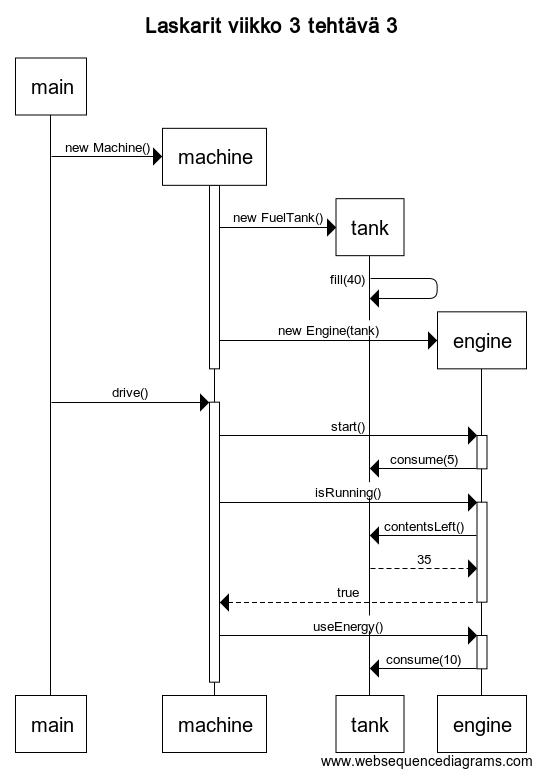 Laskarit viikko 3 tehtävä 3
main
new Machine()
machine
new FuelTank()
tank
fill(40)
new Engine(tank)
engine
drive()
start()
consume(5)
isRunning()
contentsLeft()
35
true
useEnergy()
consume(10)
main
machine
tank
engine
www.websequencediagrams.com